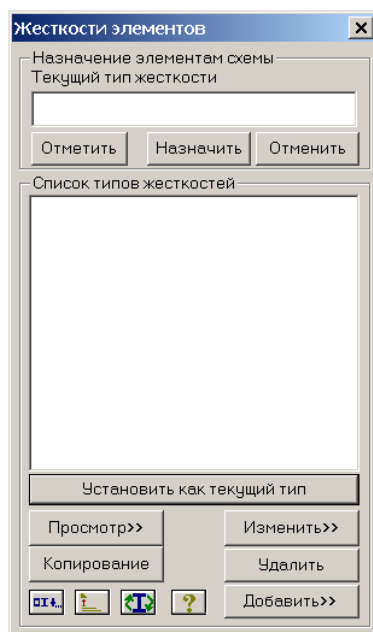 Жесткости элементов
Назначение элементам схемы
Текущий тип жесткости
Отметить Назначить Отменить
Список типов жесткостей
Установить как текущий тип
Просмотр>> Изменить>>
Копирование Удалить
? Добавить>>